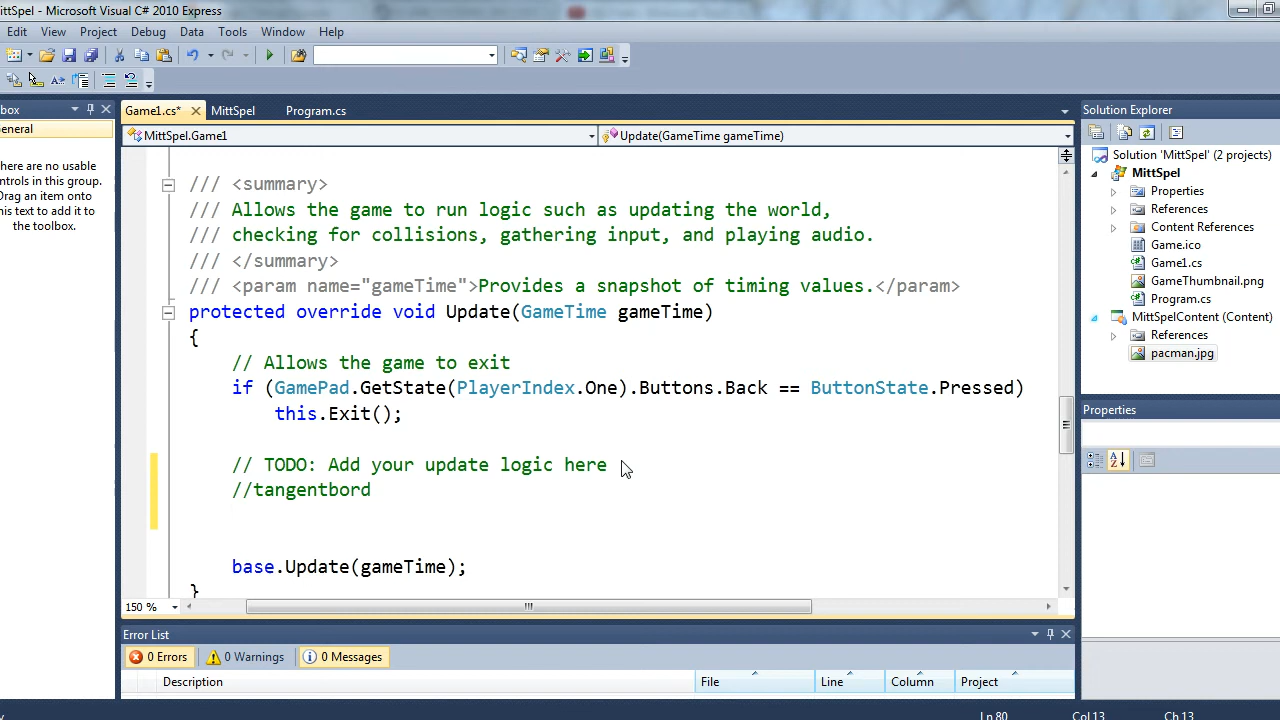 MittSpel - Microsoft Visual C# 2010 Express
Edit View Project Debug Data Tools Window Help
box
Game1.cs* MittSpel Program.cs
Solution Explorer
eneral
MittSpel.Game1 Update(GameTime gameTime)
here are no usable
ontrols in this group.
Drag an item onto
his text to add it to
the toolbox.
/// <summary>
/// Allows the game to run logic such as updating the world,
/// checking for collisions, gathering input, and playing audio.
/// </summary>
/// <param name="gameTime">Provides a snapshot of timing values.</param>
protected override void Update(GameTime gameTime)
{
// Allows the game to exit
if (GamePad.GetState(PlayerIndex.One).Buttons.Back == ButtonState.Pressed)
this.Exit();
// TODO: Add your update logic here
//tangentbord
base.Update(gameTime);
}
150 %
Solution 'MittSpel' (2 projects)
MittSpel
Properties
References
Content References
Game.ico
Game1.cs
GameThumbnail.png
Program.cs
MittSpelContent (Content)
References
pacman.jpg
Properties
Error List
0 Errors 0 Warnings 0 Messages
Description File Line Column Project
Ln 80 Col 13 Ch 13